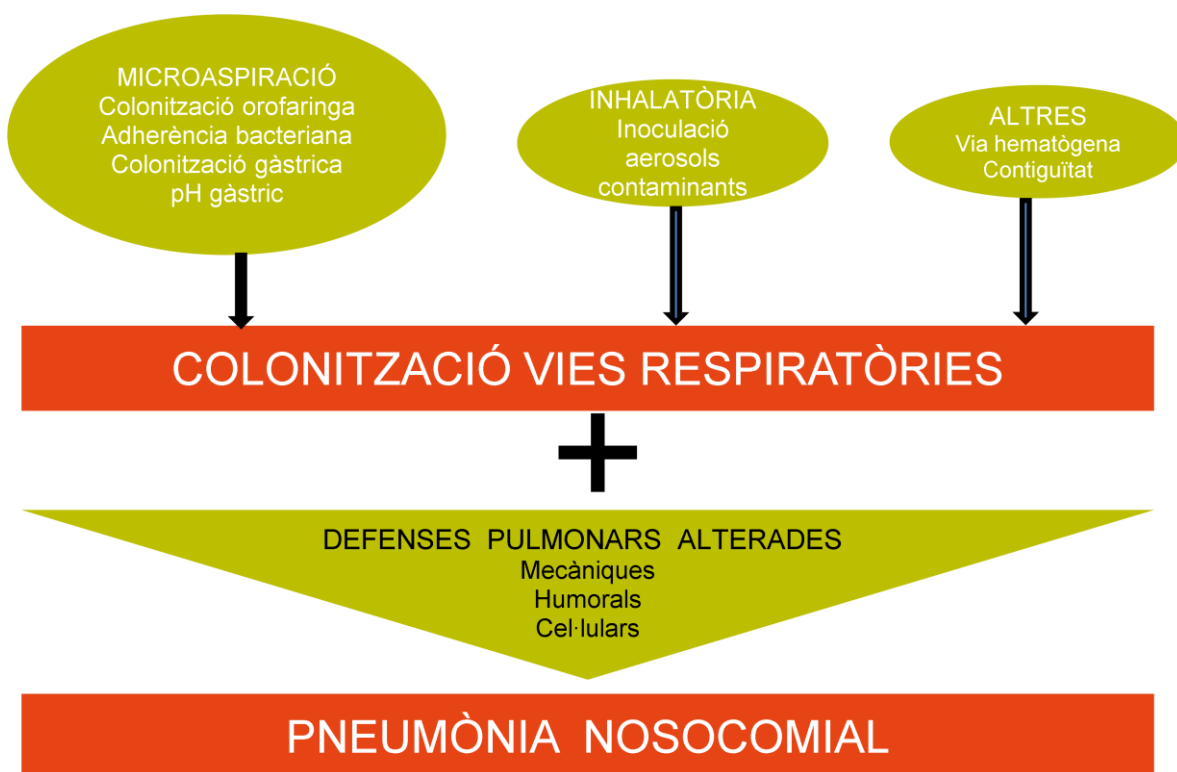 MICROASPIRACIÓ
Colonització orofaringa
Adherència bacteriana
Colonització gàstrica
pH gàstric
INHALATÒRIA
Inoculació
aerosols
contaminants
ALTRES
Via hematògena
Contiguïtat
COLONITZACIÓ VIES RESPIRATÒRIES
+
DEFENSES PULMONARS ALTERADES
Mecàniques
Humorals
Cel·lulars
PNEUMÒNIA NOSOCOMIAL